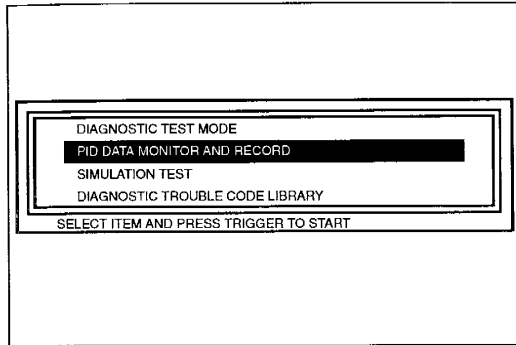 DIAGNOSTIC TEST MODE
PID DATA MONITOR AND RECORD
SIMULATION TEST
DIAGNOSTIC TROUBLE CODE LIBRARY
SELECT ITEM AND PRESS TRIGGER TO START